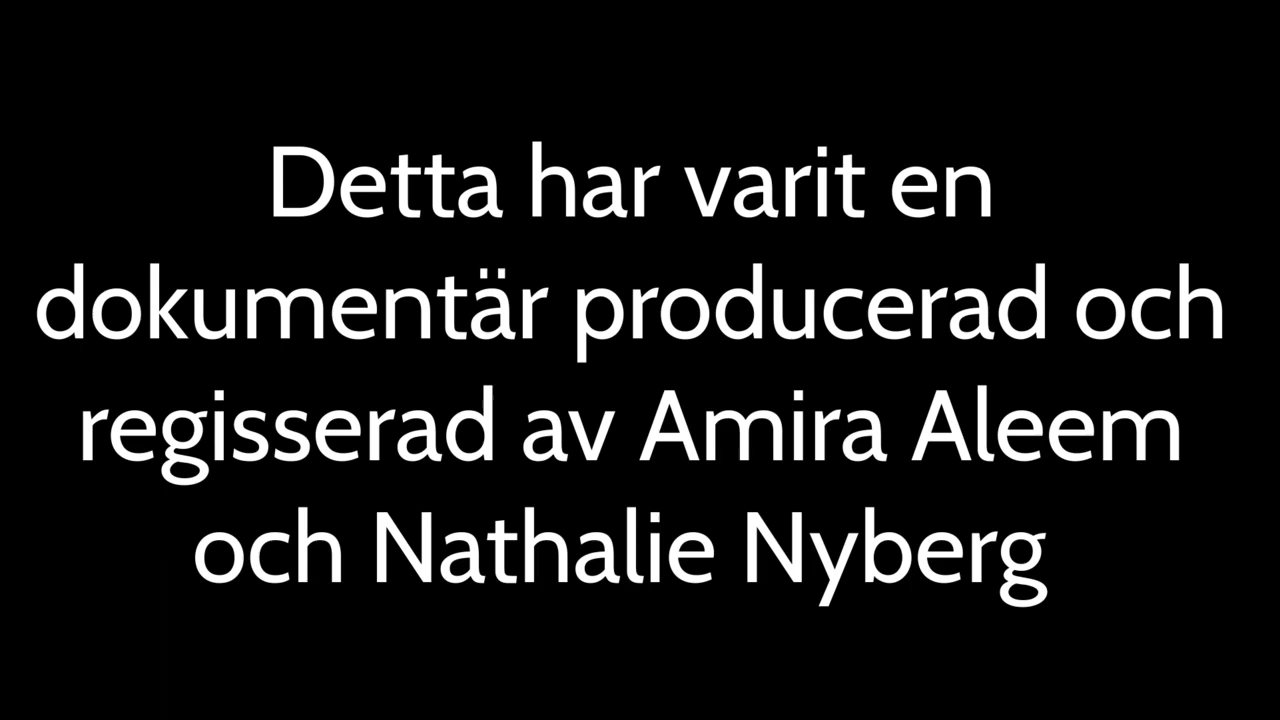 Detta har varit en
dokumentär producerad och
regisserad av Amira Aleem
och Nathalie Nyberg